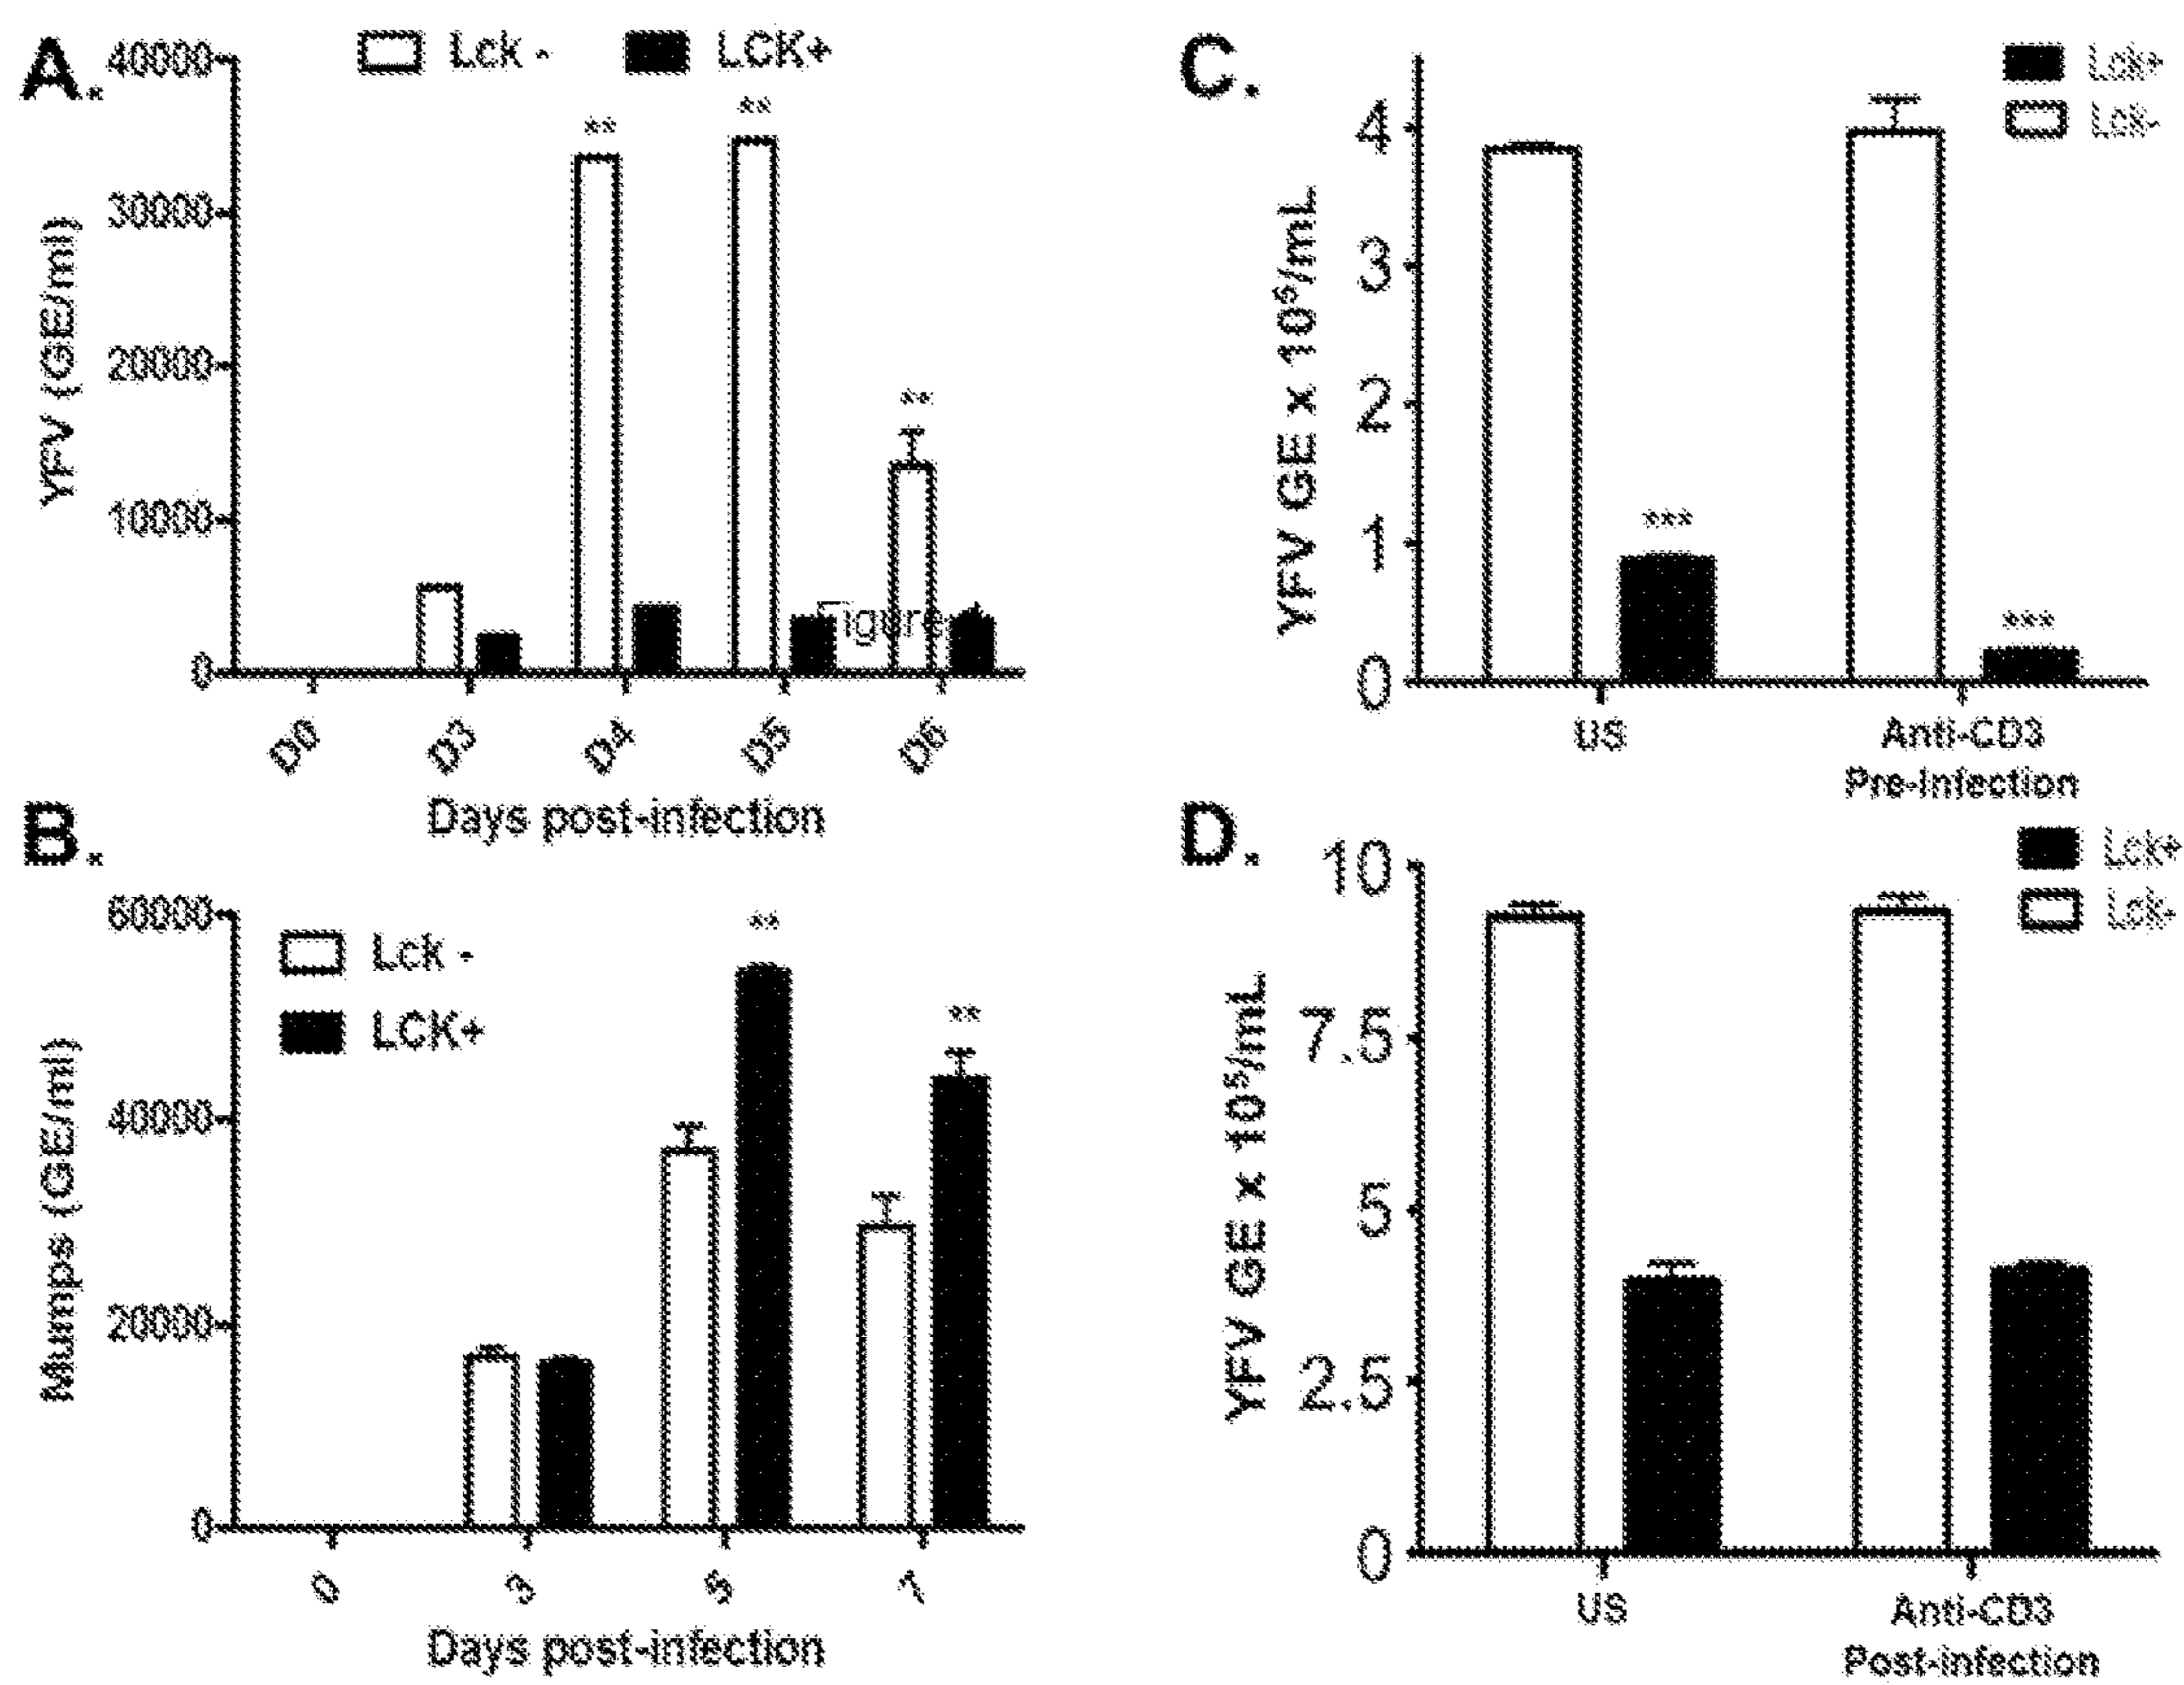 A.
Lck -
LCK+
40000
30000
20000
10000
0
YFV (GE/ml)
**
**
**
Figure
D0
D3
D4
D5
D6
Days post-infection
B.
Lck -
LCK+
60000
40000
20000
0
Mumps (GE/ml)
**
**
0
3
5
7
Days post-infection
C.
Lck+
Lck-
4
3
2
1
0
YFV GE x 10⁵/mL
***
***
US
Anti-CD3
Pre-Infection
D.
Lck+
Lck-
10
7.5
5
2.5
0
YFV GE x 10⁵/mL
US
Anti-CD3
Post-infection